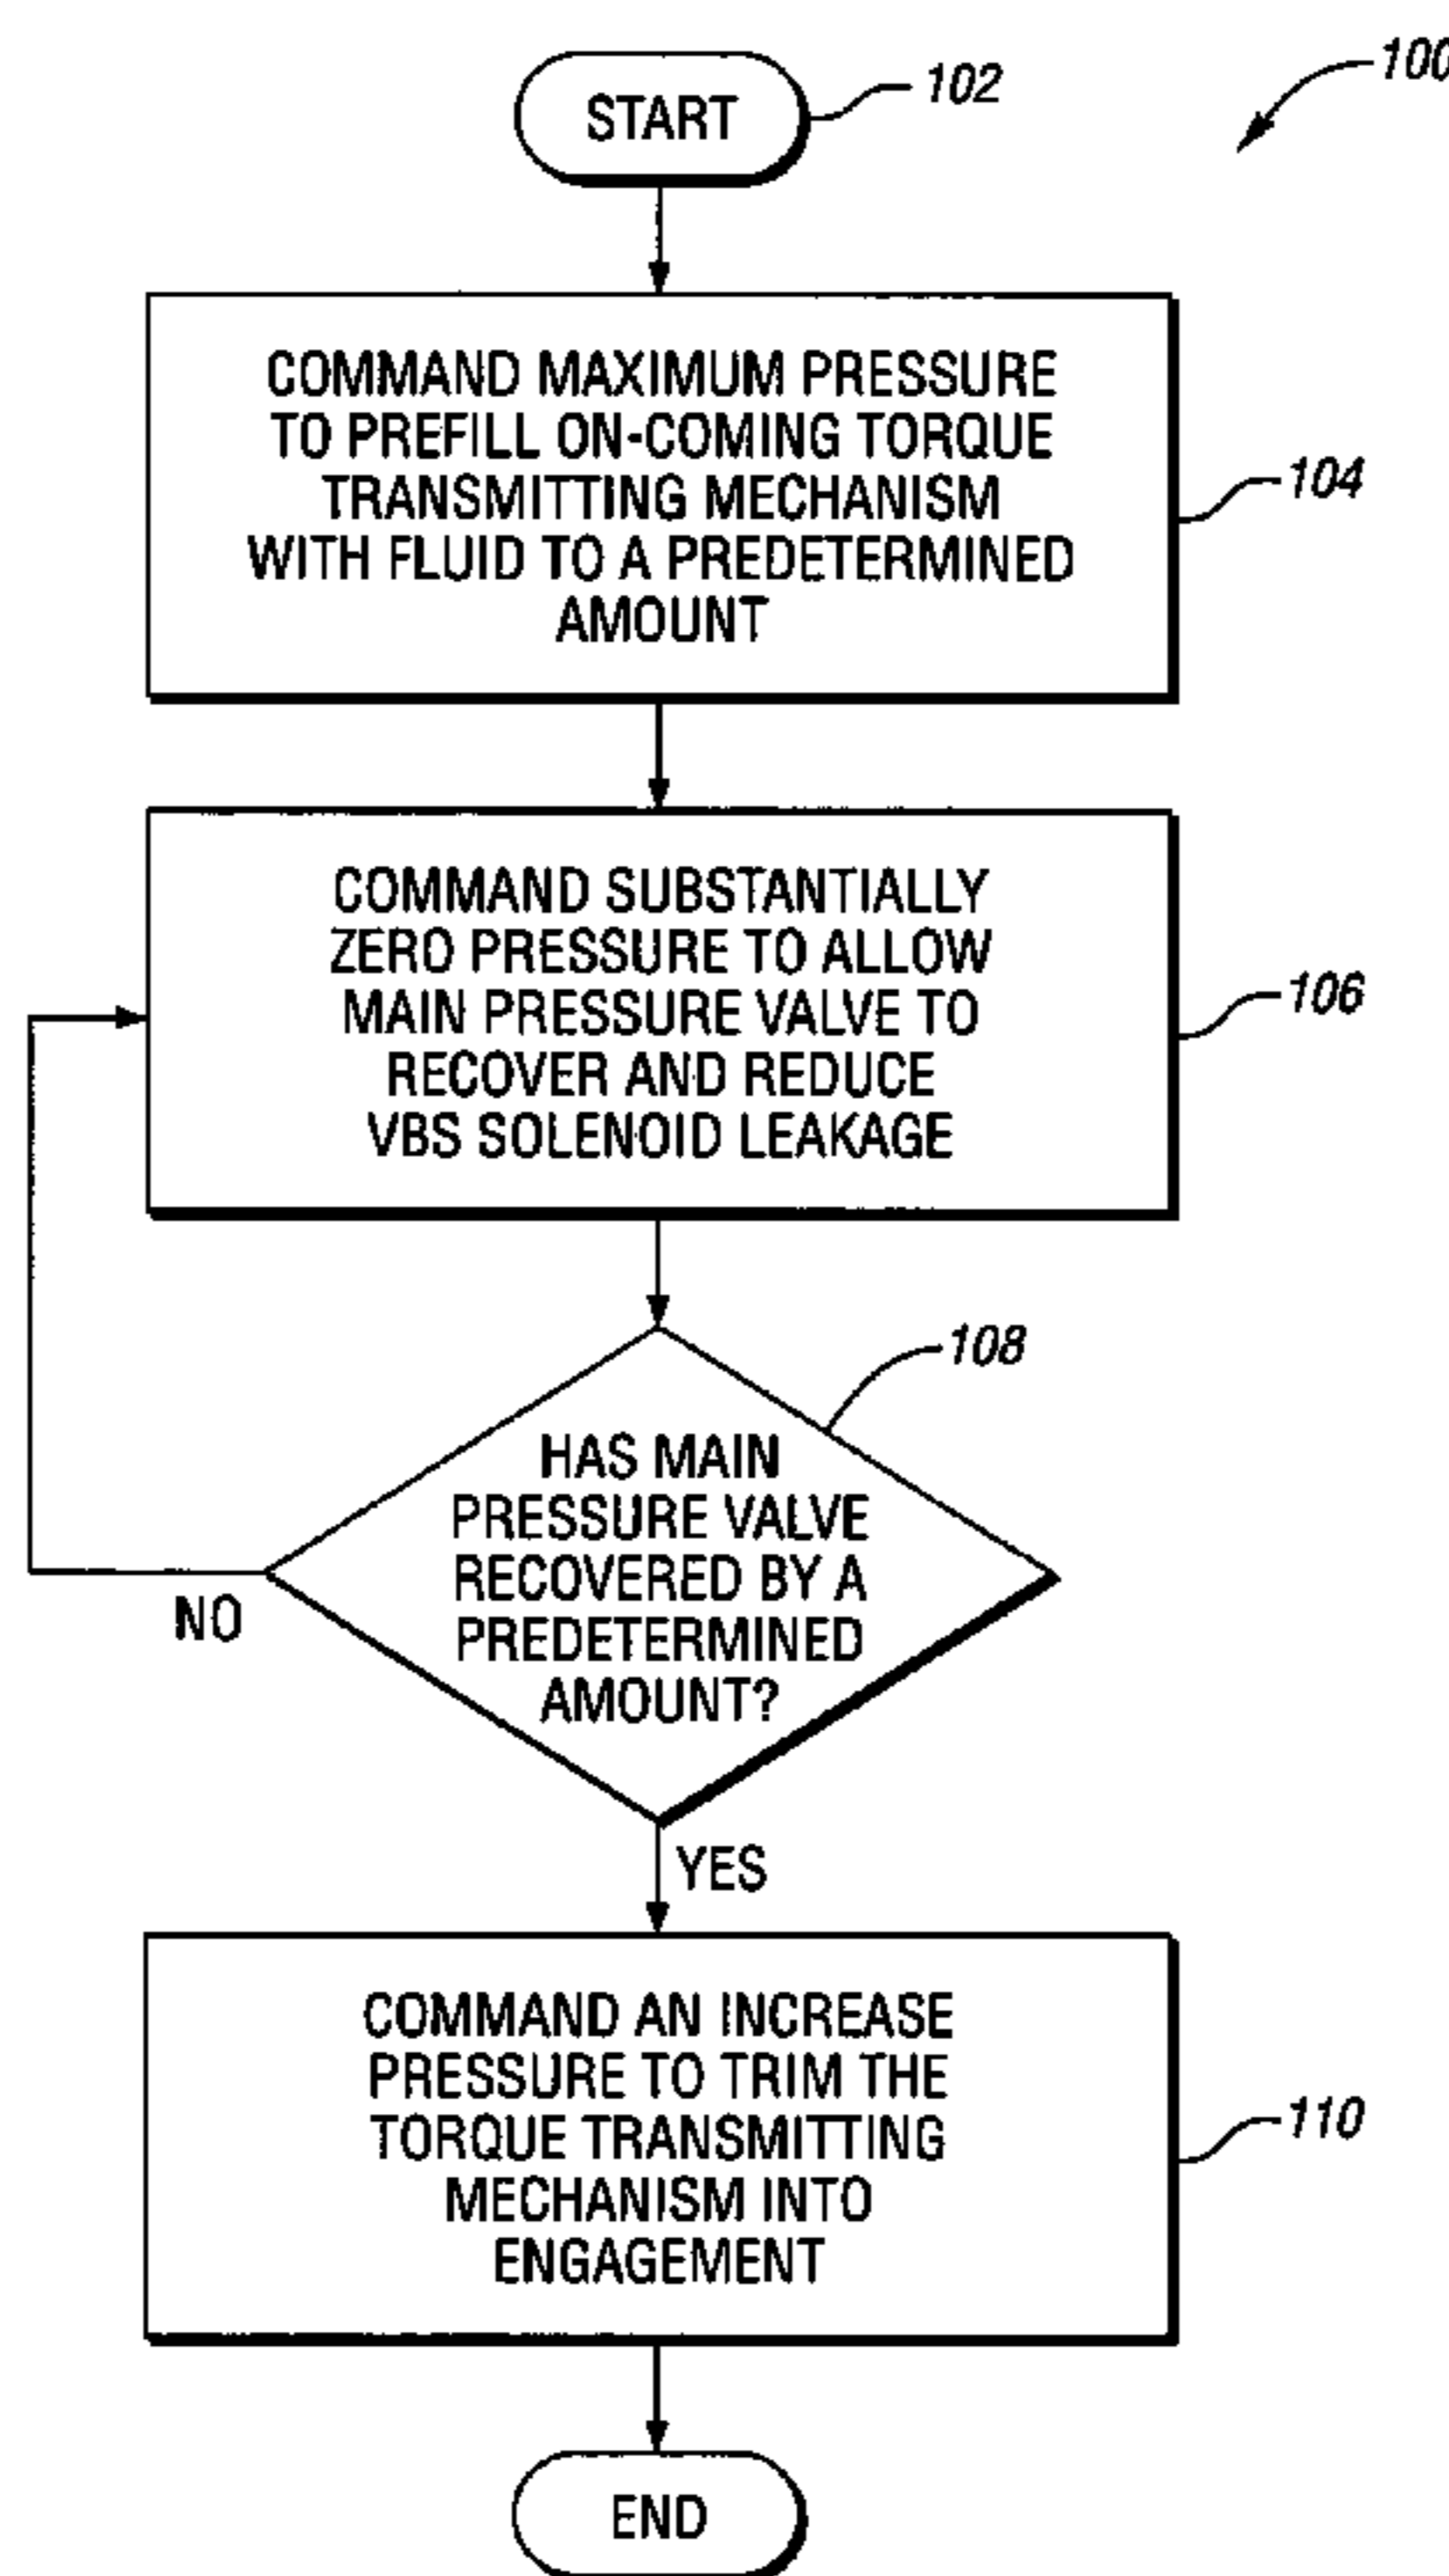 100
START
102
COMMAND MAXIMUM PRESSURE
TO PREFILL ON-COMING TORQUE
TRANSMITTING MECHANISM
WITH FLUID TO A PREDETERMINED
AMOUNT
104
COMMAND SUBSTANTIALLY
ZERO PRESSURE TO ALLOW
MAIN PRESSURE VALVE TO
RECOVER AND REDUCE
VBS SOLENOID LEAKAGE
106
108
HAS MAIN
PRESSURE VALVE
RECOVERED BY A
PREDETERMINED
AMOUNT?
NO
YES
COMMAND AN INCREASE
PRESSURE TO TRIM THE
TORQUE TRANSMITTING
MECHANISM INTO
ENGAGEMENT
110
END